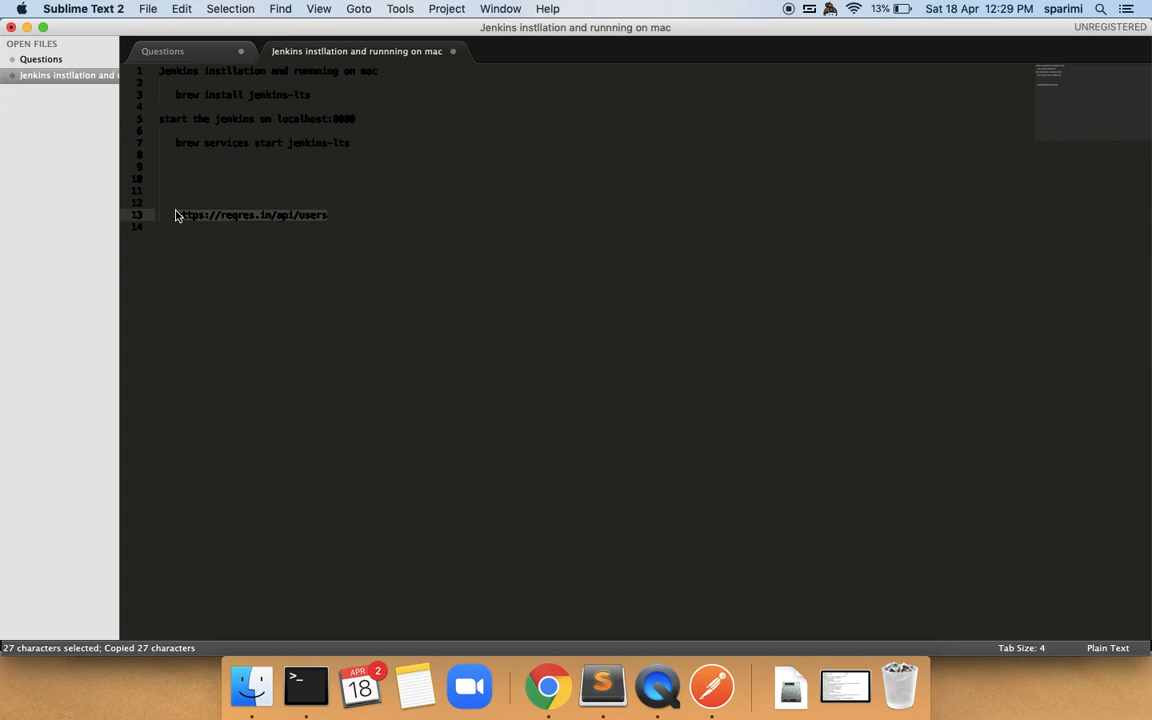 Sublime Text 2 File Edit Selection Find View Goto Tools Project Window Help 13% Sat 18 Apr 12:29 PM sparimi
Jenkins instllation and runnning on mac UNREGISTERED
OPEN FILES
Questions
Jenkins instllation and r
Questions Jenkins instllation and runnning on mac
1 Jenkins instllation and runnning on mac
2
3 brew install jenkins-lts
4
5 start the jenkins on localhost:8080
6
7 brew services start jenkins-lts
8
9
10
11
12
13 https://reqres.in/api/users
14
27 characters selected; Copied 27 characters Tab Size: 4 Plain Text
APR 2
18